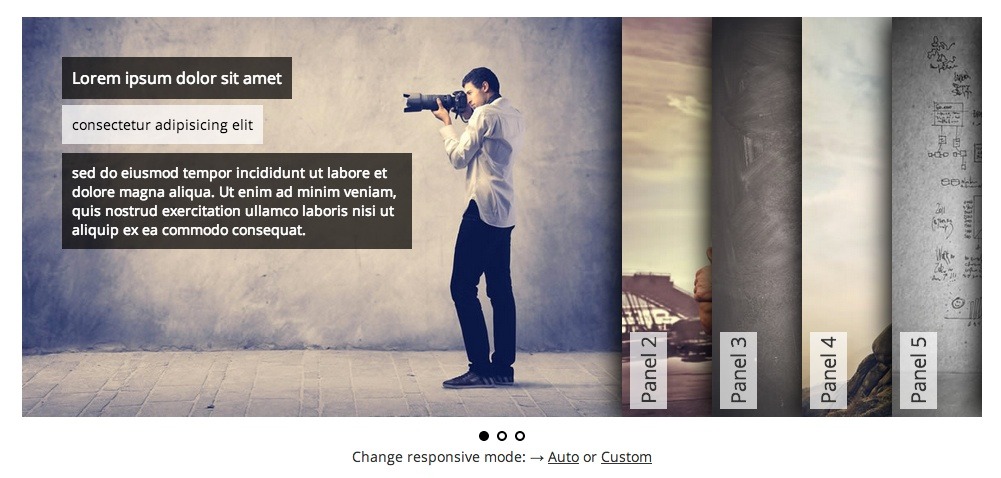 Lorem ipsum dolor sit amet
consectetur adipisicing elit
sed do eiusmod tempor incididunt ut labore et
dolore magna aliqua. Ut enim ad minim veniam,
quis nostrud exercitation ullamco laboris nisi ut
aliquip ex ea commodo consequat.
Panel 2
Panel 3
Panel 4
Panel 5
Change responsive mode: → Auto or Custom